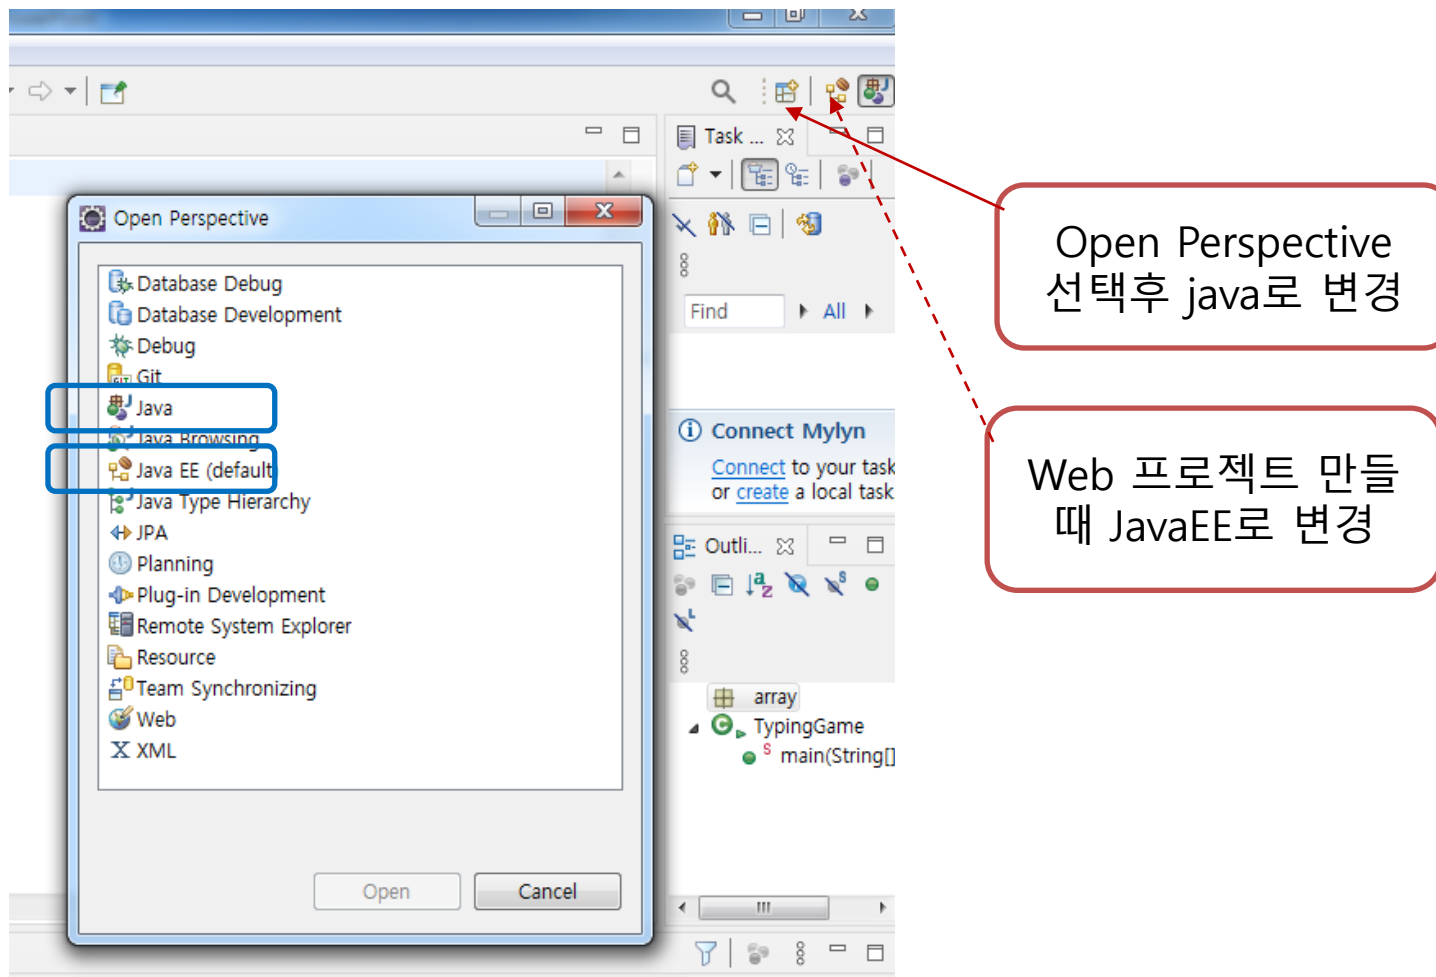 Task ...
Open Perspective
Database Debug
Database Development
Debug
Git
Java
Java Browsing
Java EE (default)
Java Type Hierarchy
JPA
Planning
Plug-in Development
Remote System Explorer
Resource
Team Synchronizing
Web
XML
Open
Cancel
Find
All
Connect Mylyn
Connect to your task
or create a local task
Outli...
array
TypingGame
main(String[]
Open Perspective
선택후 java로 변경
Web 프로젝트 만들
때 JavaEE로 변경